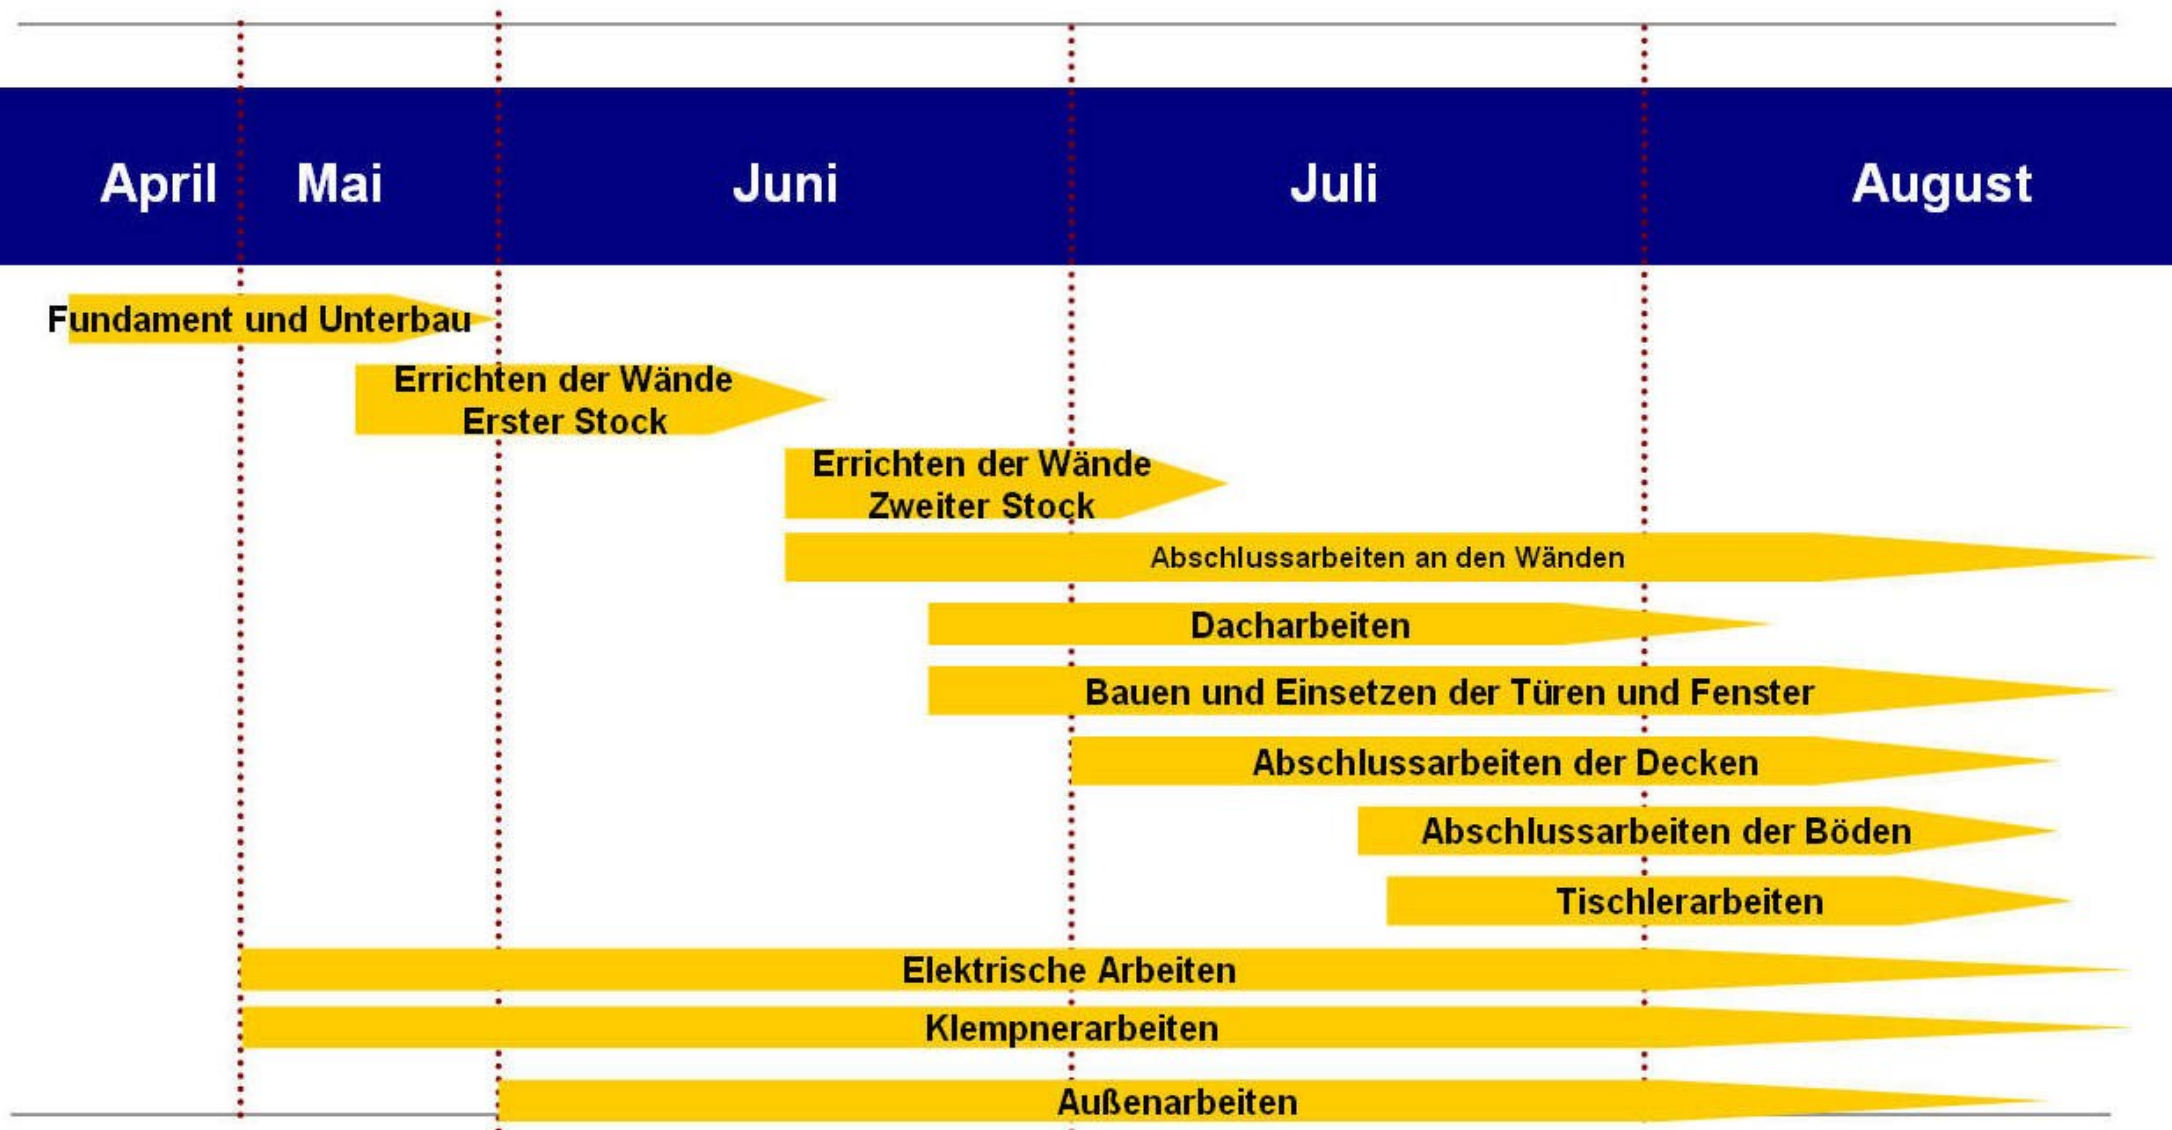 April Mai Juni Juli August
Fundament und Unterbau
Errichten der Wände
Erster Stock
Errichten der Wände
Zweiter Stock
Abschlussarbeiten an den Wänden
Dacharbeiten
Bauen und Einsetzen der Türen und Fenster
Abschlussarbeiten der Decken
Abschlussarbeiten der Böden
Tischlerarbeiten
Elektrische Arbeiten
Klempnerarbeiten
Außenarbeiten